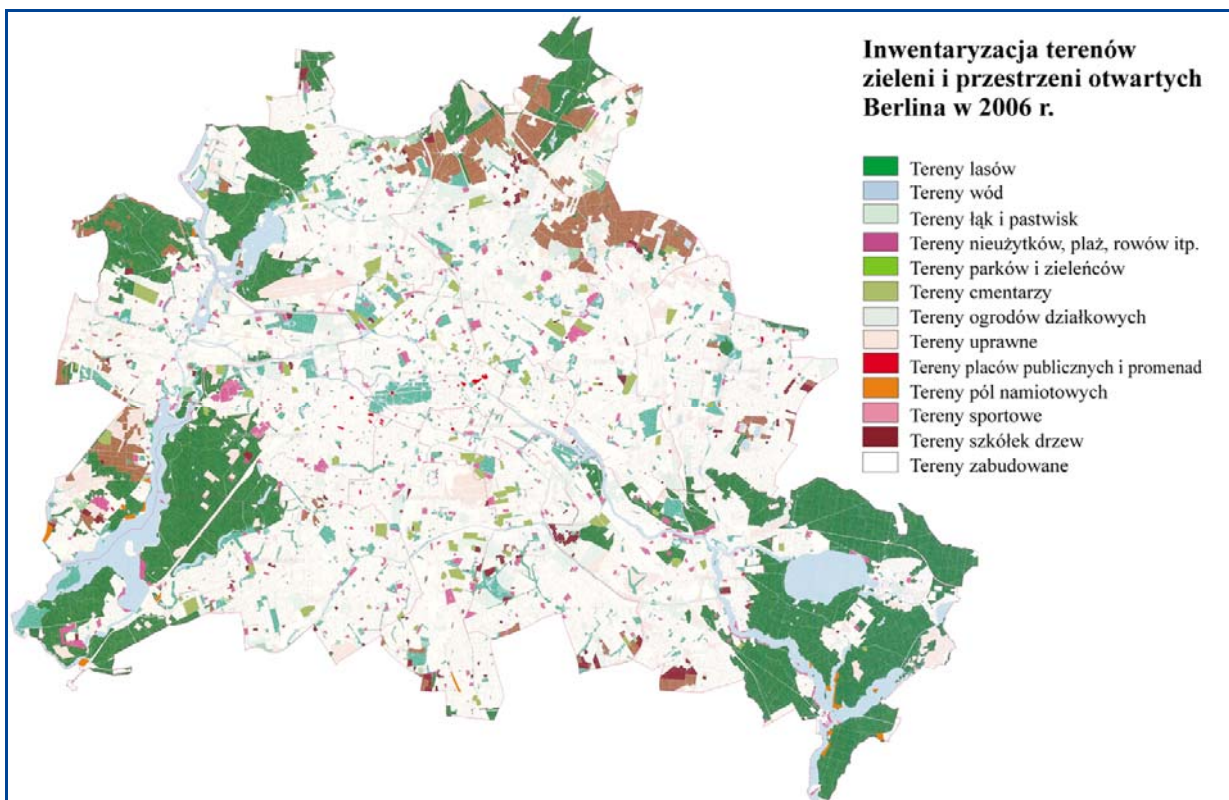 Inwentaryzacja terenów
zieleni i przestrzeni otwartych
Berlina w 2006 r.
Tereny lasów
Tereny wód
Tereny łąk i pastwisk
Tereny nieużytków, plaż, rowów itp.
Tereny parków i zieleńców
Tereny cmentarzy
Tereny ogrodów działkowych
Tereny uprawne
Tereny placów publicznych i promenad
Tereny pól namiotowych
Tereny sportowe
Tereny szkółek drzew
Tereny zabudowane